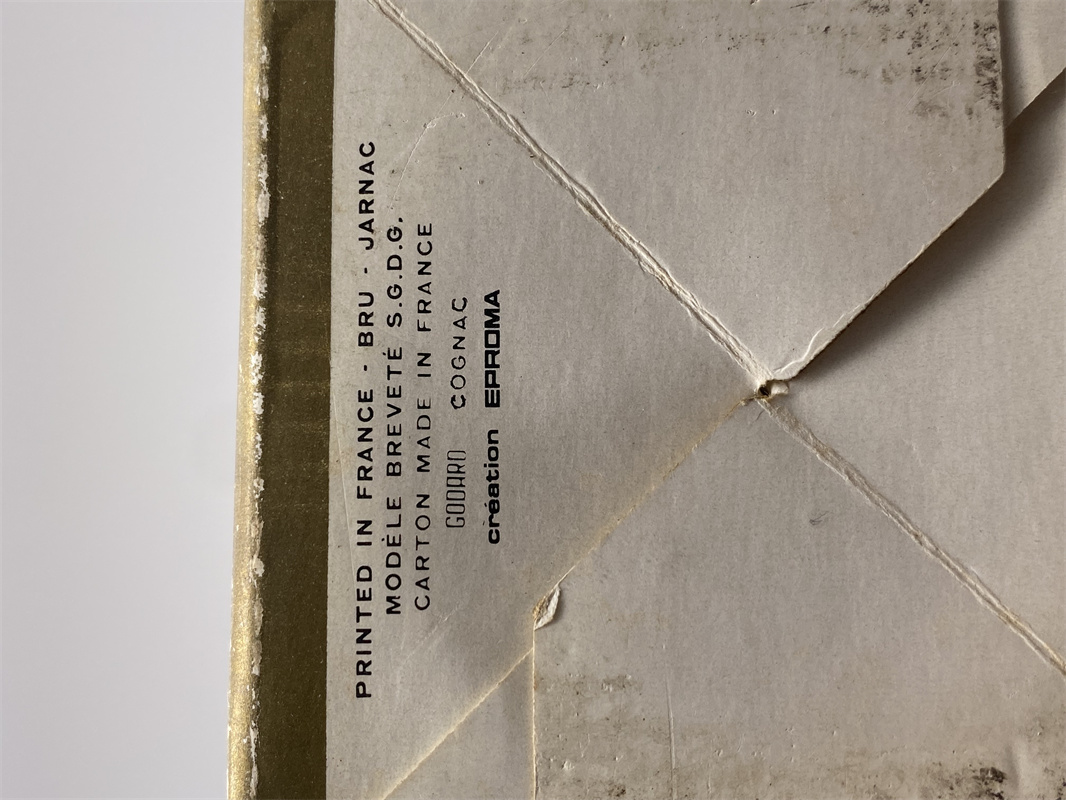 PRINTED IN FRANCE - BRU - JARNAC
MODÈLE BREVETÉ S.G.D.G.
CARTON MADE IN FRANCE
GODARD COGNAC
création EPROMA